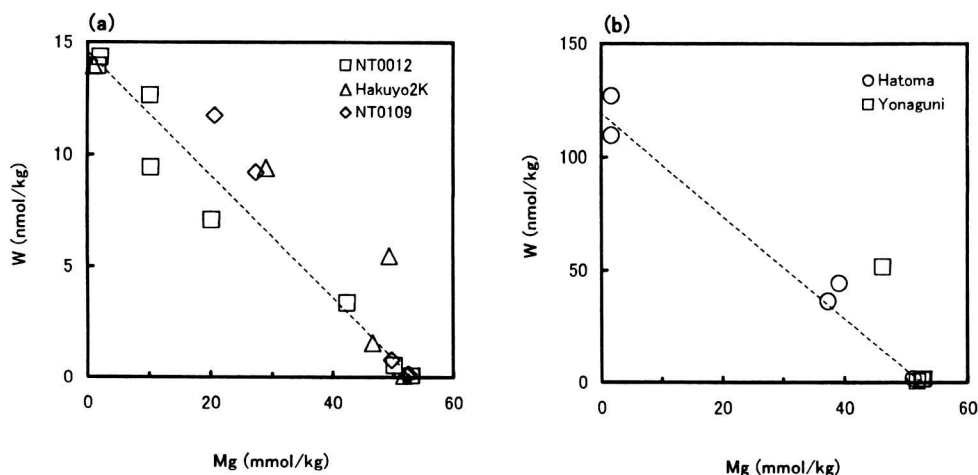 (a)
15
10
5
0
W (nmol/kg)
NT0012
Hakuyo2K
NT0109
0 20 40 60
Mg (mmol/kg)
(b)
150
100
50
0
W (nmol/kg)
Hatoma
Yonaguni
0 20 40 60
Mg (mmol/kg)